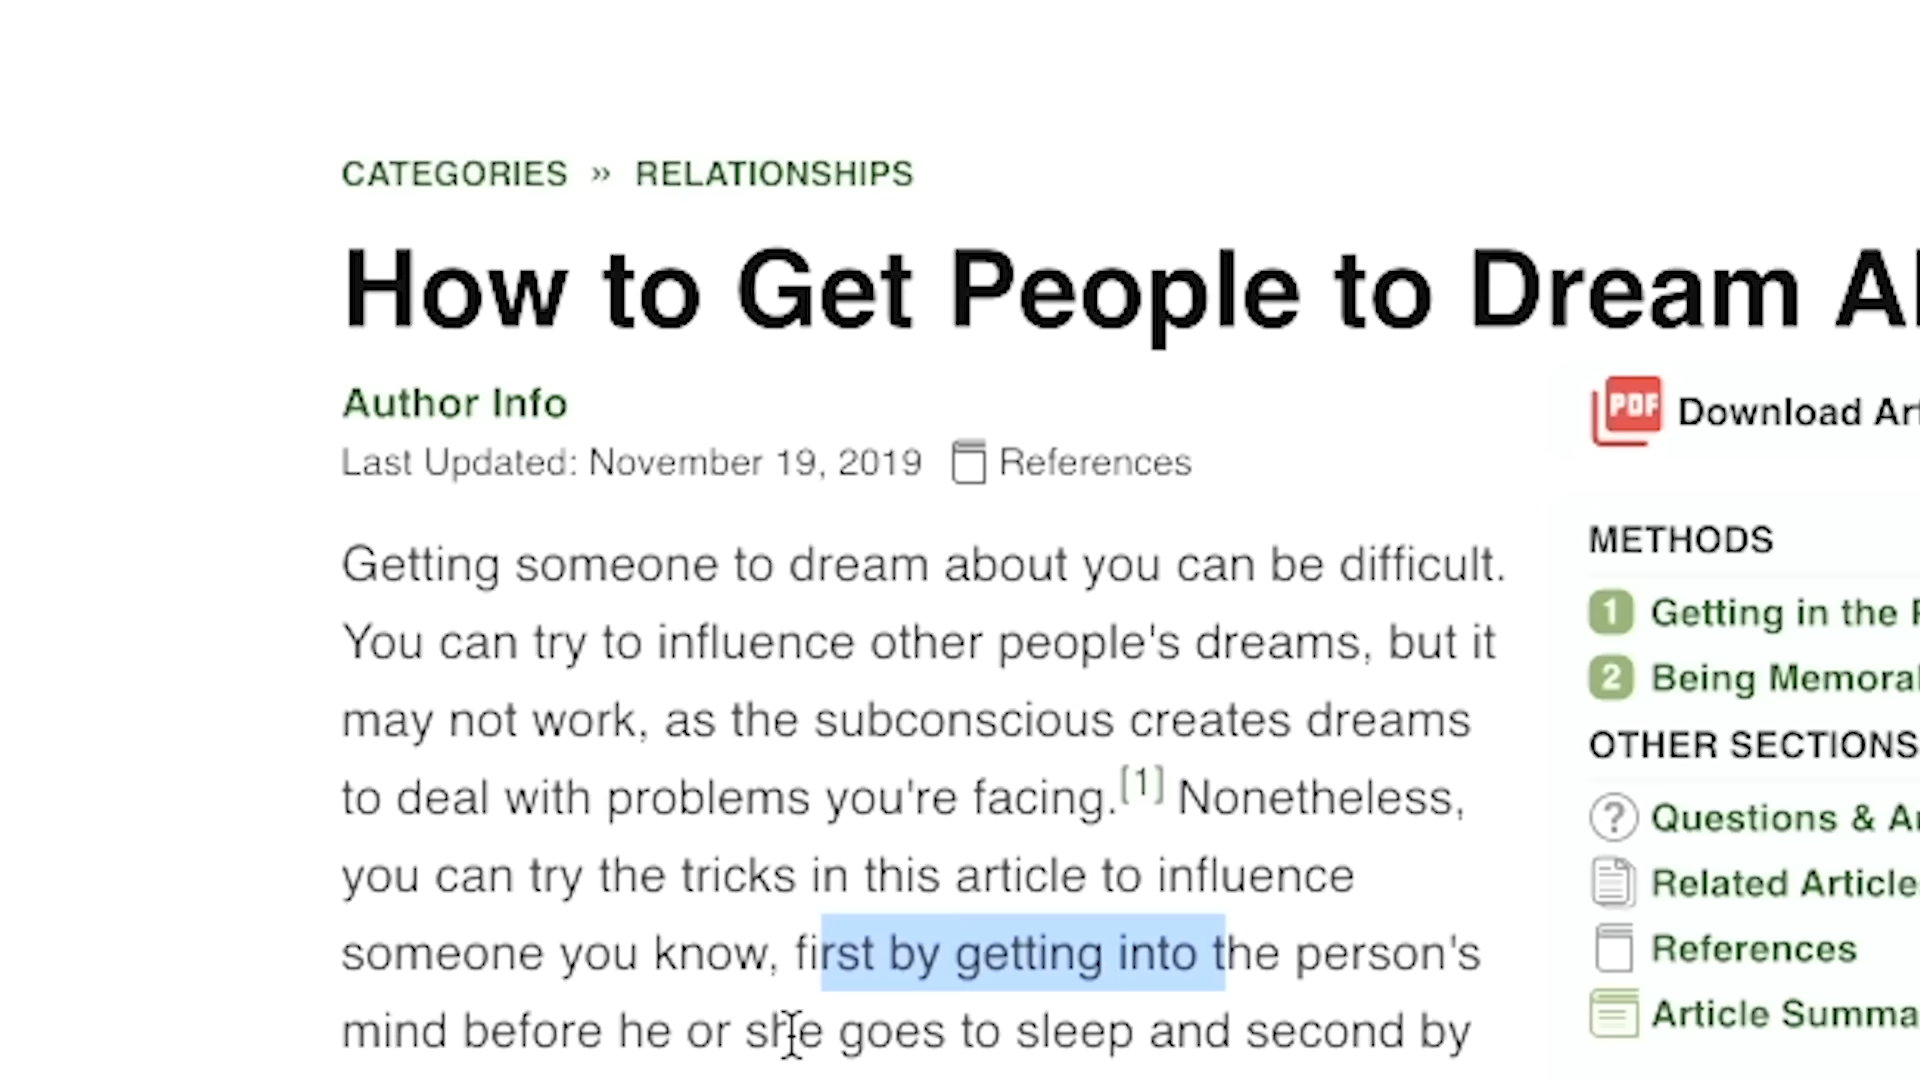 CATEGORIES » RELATIONSHIPS
How to Get People to Dream
Author Info
Last Updated: November 19, 2019 References
Getting someone to dream about you can be difficult.
You can try to influence other people's dreams, but it
may not work, as the subconscious creates dreams
to deal with problems you're facing.[1] Nonetheless,
you can try the tricks in this article to influence
someone you know, first by getting into the person's
mind before he or she goes to sleep and second by
PDF Download
METHODS
1 Getting in the
2 Being
OTHER SECTIONS
? Questions &
Related
References
Article